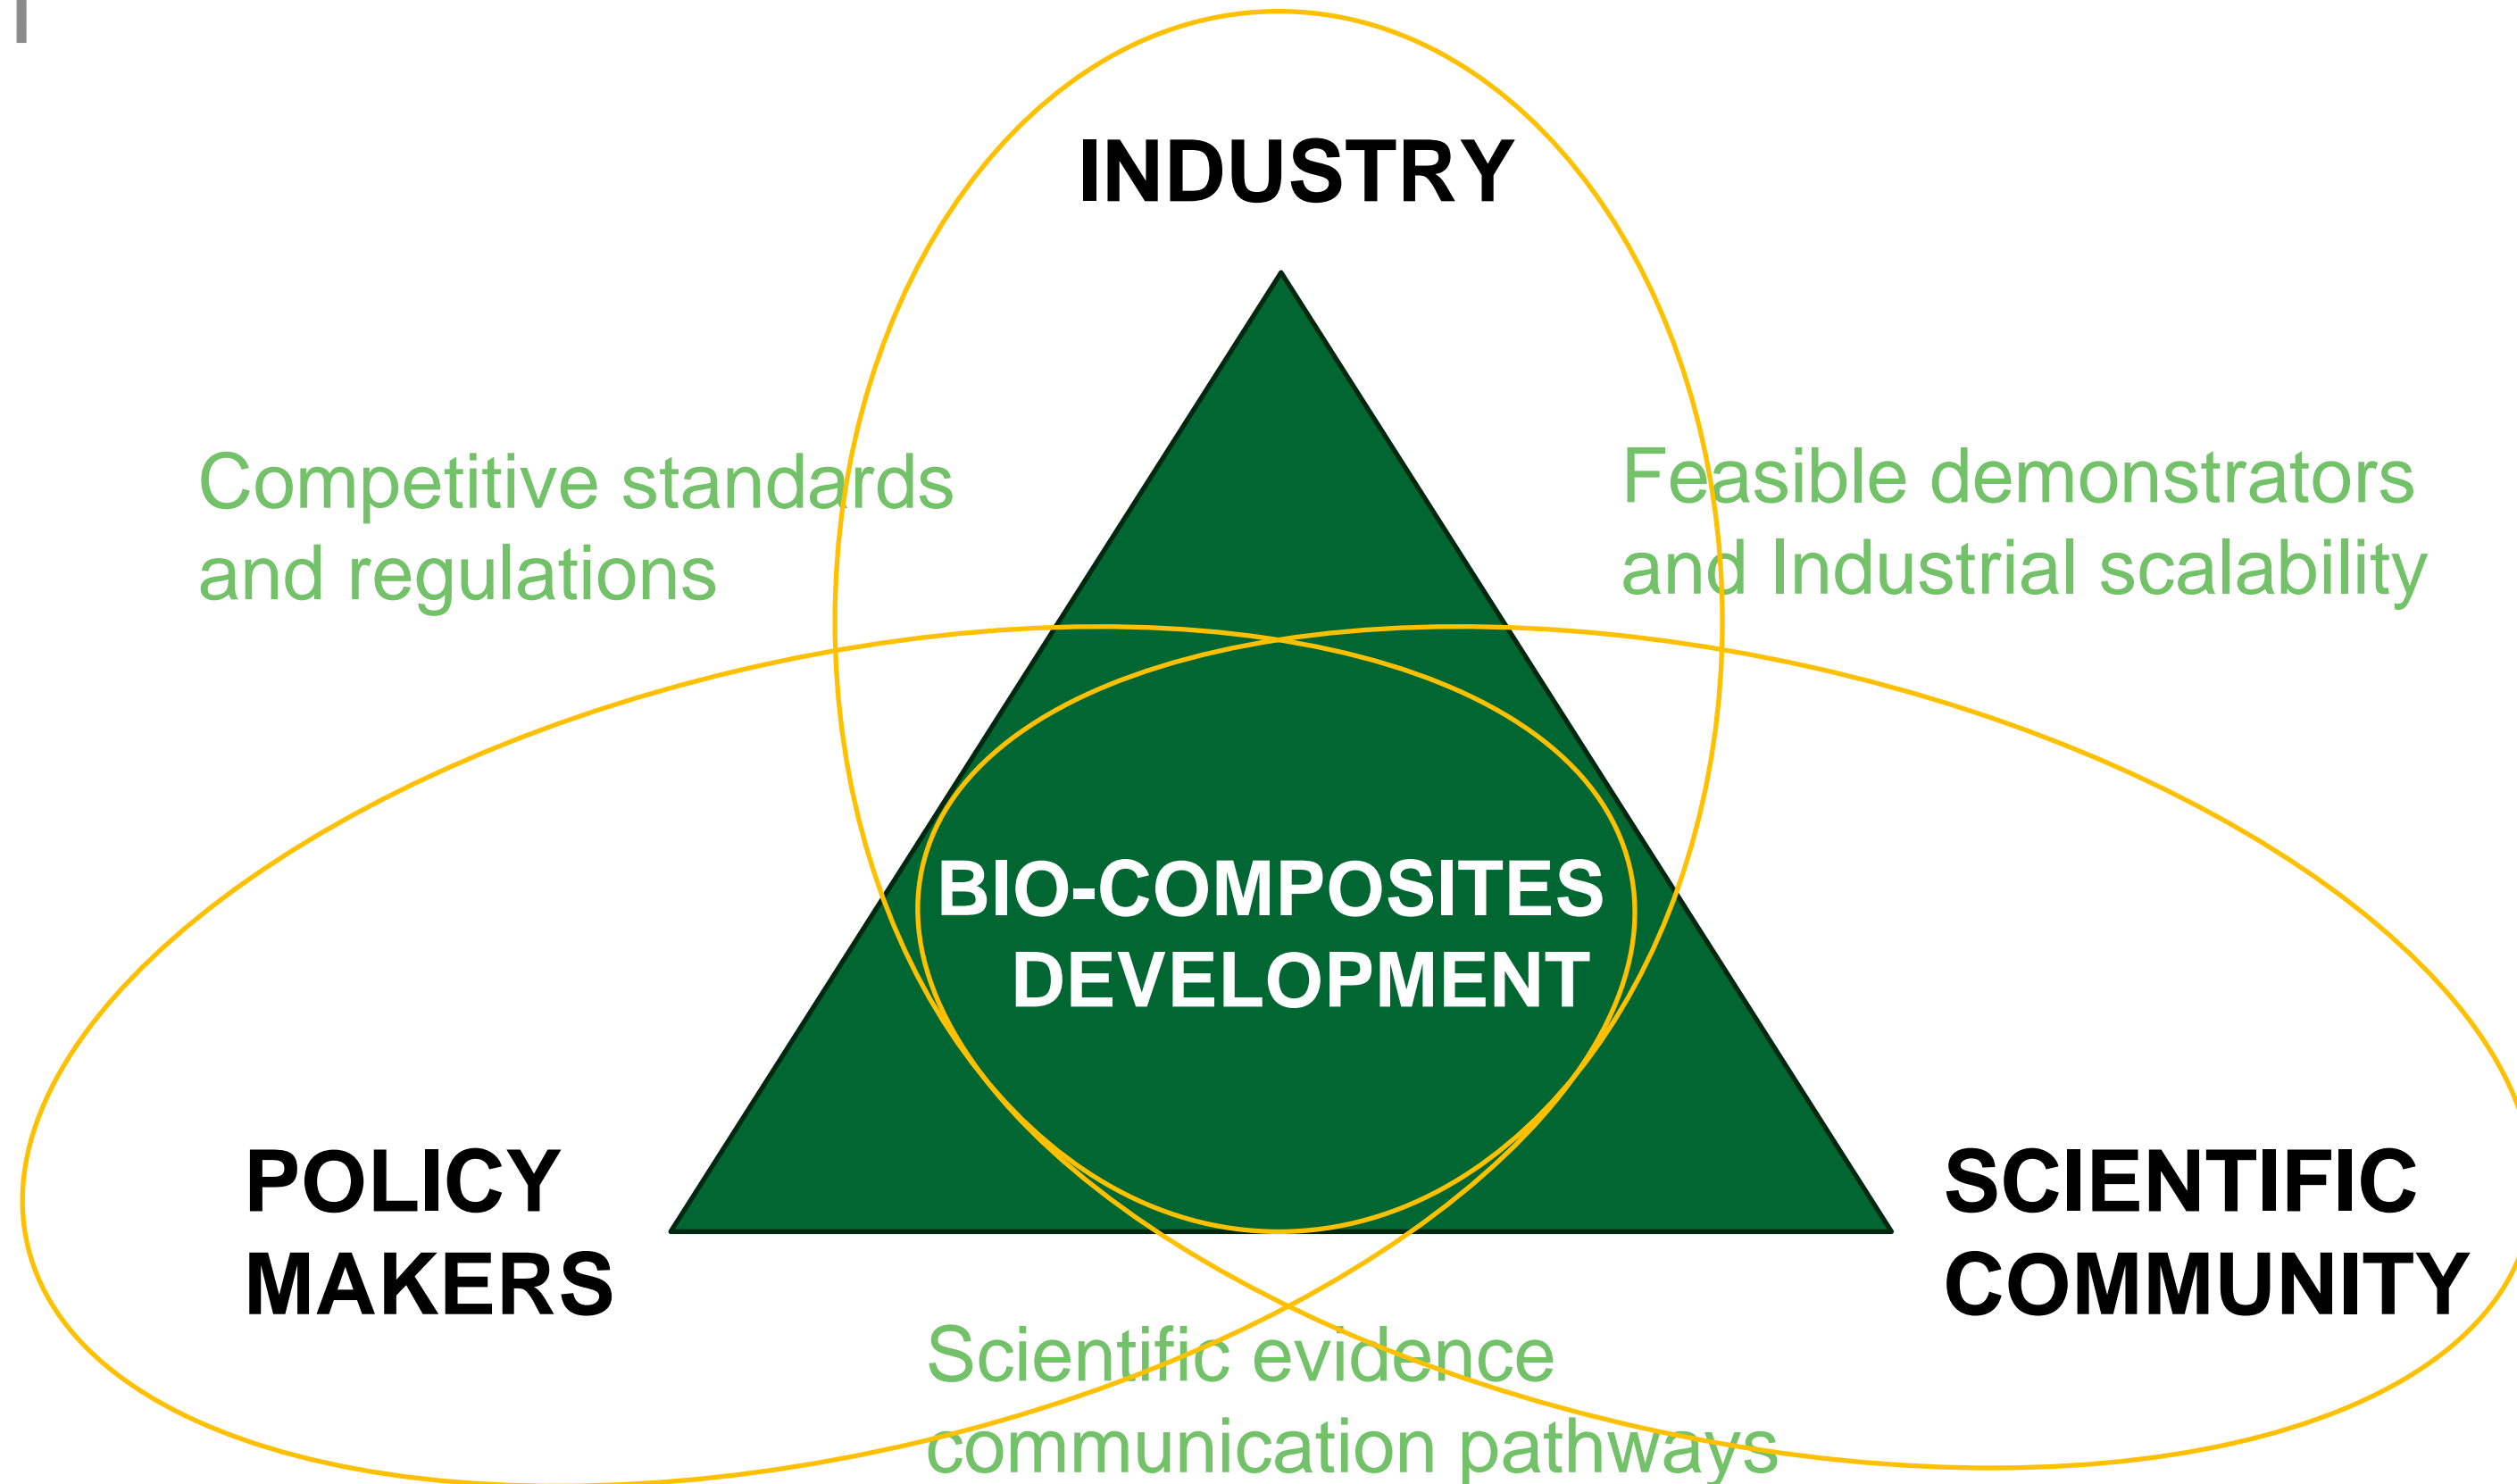 INDUSTRY
Competitive standards
and regulations
Feasible demonstrators
and Industrial scalability
BIO-COMPOSITES
DEVELOPMENT
POLICY
MAKERS
SCIENTIFIC
COMMUNITY
Scientific evidence
communication pathways